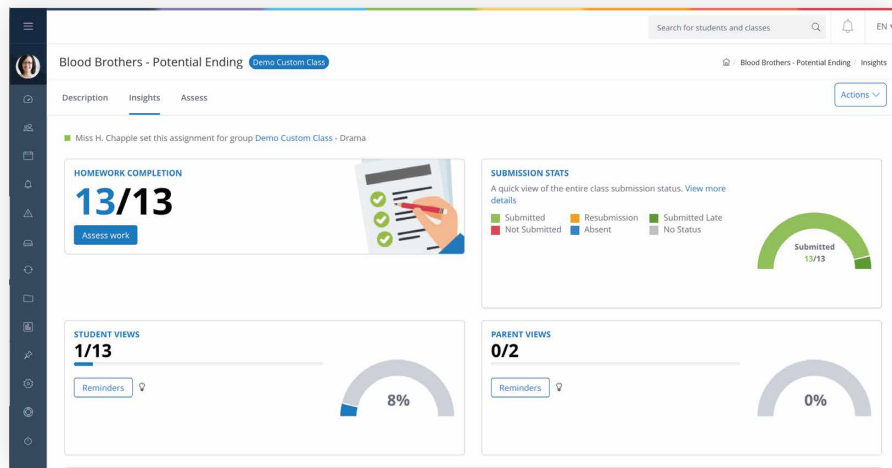 Search for students and classes
EN
Blood Brothers - Potential Ending Demo Custom Class
/ Blood Brothers - Potential Ending / Insights
Description Insights Assess
Actions
Miss H. Chapple set this assignment for group Demo Custom Class - Drama
HOMEWORK COMPLETION
13/13
Assess work
SUBMISSION STATS
A quick view of the entire class submission status. View more
details
Submitted Resubmission Submitted Late
Not Submitted Absent No Status
Submitted
13/13
STUDENT VIEWS
1/13
Reminders
8%
PARENT VIEWS
0/2
Reminders
0%